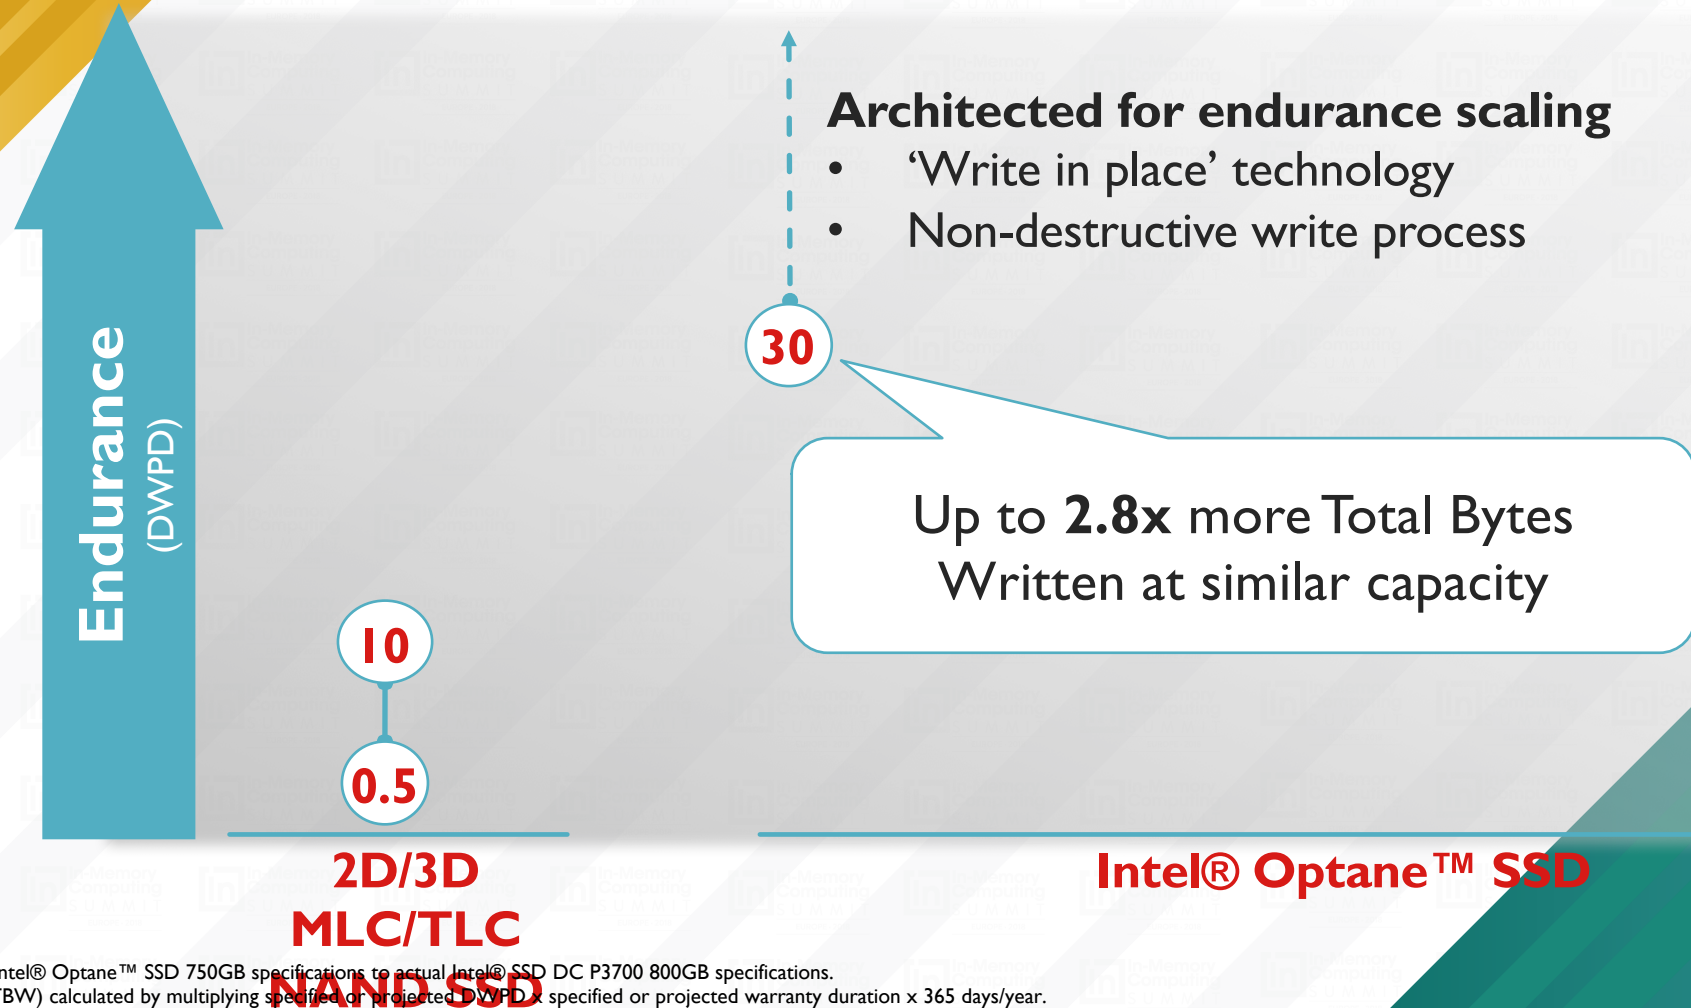 Architected for endurance scaling
• ‘Write in place’ technology
• Non-destructive write process
30
Endurance
(DWPD)
Up to 2.8x more Total Bytes
Written at similar capacity
10
0.5
2D/3D
MLC/TLC
NAND SSD
Intel® Optane™ SSD
ntel® Optane™ SSD 750GB specifications to actual Intel® SSD DC P3700 800GB specifications.
BW) calculated by multiplying specified or projected DWPD x specified or projected warranty duration x 365 days/year.